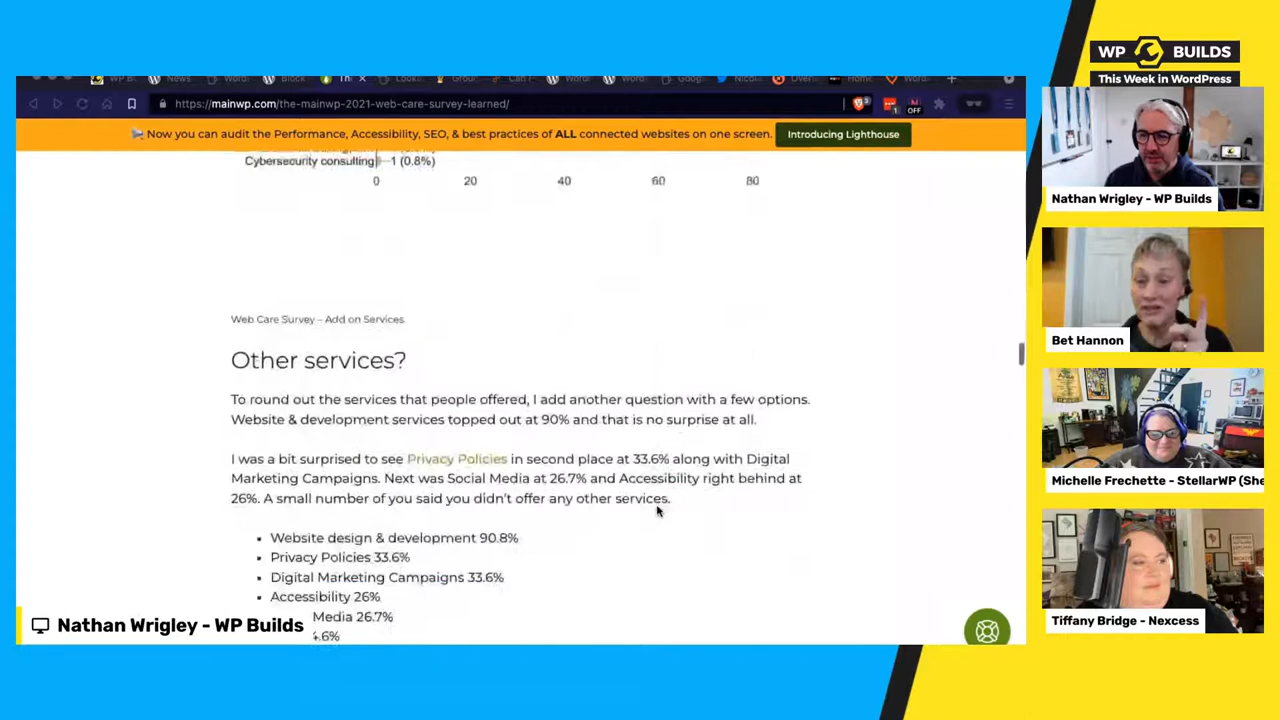 WP BUILDS
This Week in WordPress
https://mainwp.com/the-mainwp-2021-web-care-survey-learned/
OFF
Now you can audit the Performance, Accessibility, SEO, & best practices of ALL connected websites on one screen. Introducing Lighthouse
Cybersecurity consulting 1 (0.8%)
0 20 40 60 80
Web Care Survey – Add on Services
Other services?
To round out the services that people offered, I add another question with a few options.
Website & development services topped out at 90% and that is no surprise at all.
I was a bit surprised to see Privacy Policies in second place at 33.6% along with Digital
Marketing Campaigns. Next was Social Media at 26.7% and Accessibility right behind at
26%. A small number of you said you didn't offer any other services.
Website design & development 90.8%
Privacy Policies 33.6%
Digital Marketing Campaigns 33.6%
Accessibility 26%
Media 26.7%
Nathan Wrigley - WP Builds
Nathan Wrigley - WP Builds
Bet Hannon
Michelle Frechette - StellarWP (She
Tiffany Bridge - Nexcess